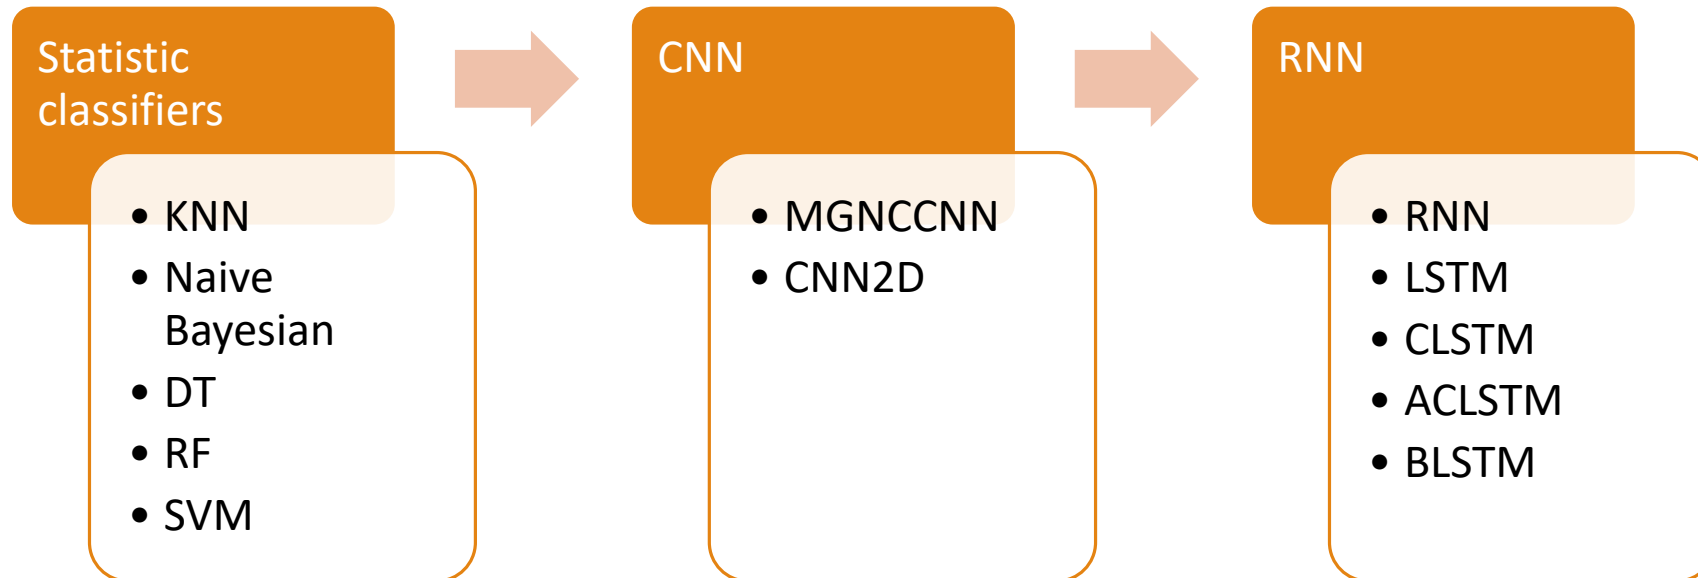 Statistic
classifiers
• KNN
• Naive
Bayesian
• DT
• RF
• SVM
CNN
• MGNCCNN
• CNN2D
RNN
• RNN
• LSTM
• CLSTM
• ACLSTM
• BLSTM